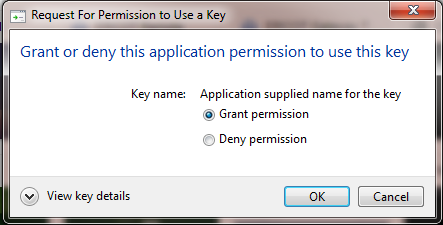 Request For Permission to Use a Key
Grant or deny this application permission to use this key
Key name: Application supplied name for the key
Grant permission
Deny permission
View key details OK Cancel